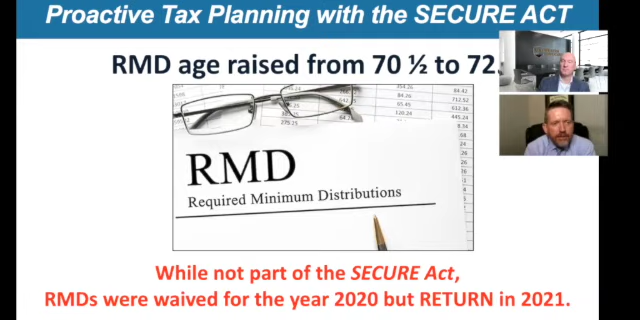 Proactive Tax Planning with the SECURE ACT
RMD age raised from 70 ½ to 72
RMD
Required Minimum Distributions
While not part of the SECURE Act,
RMDs were waived for the year 2020 but RETURN in 2021.